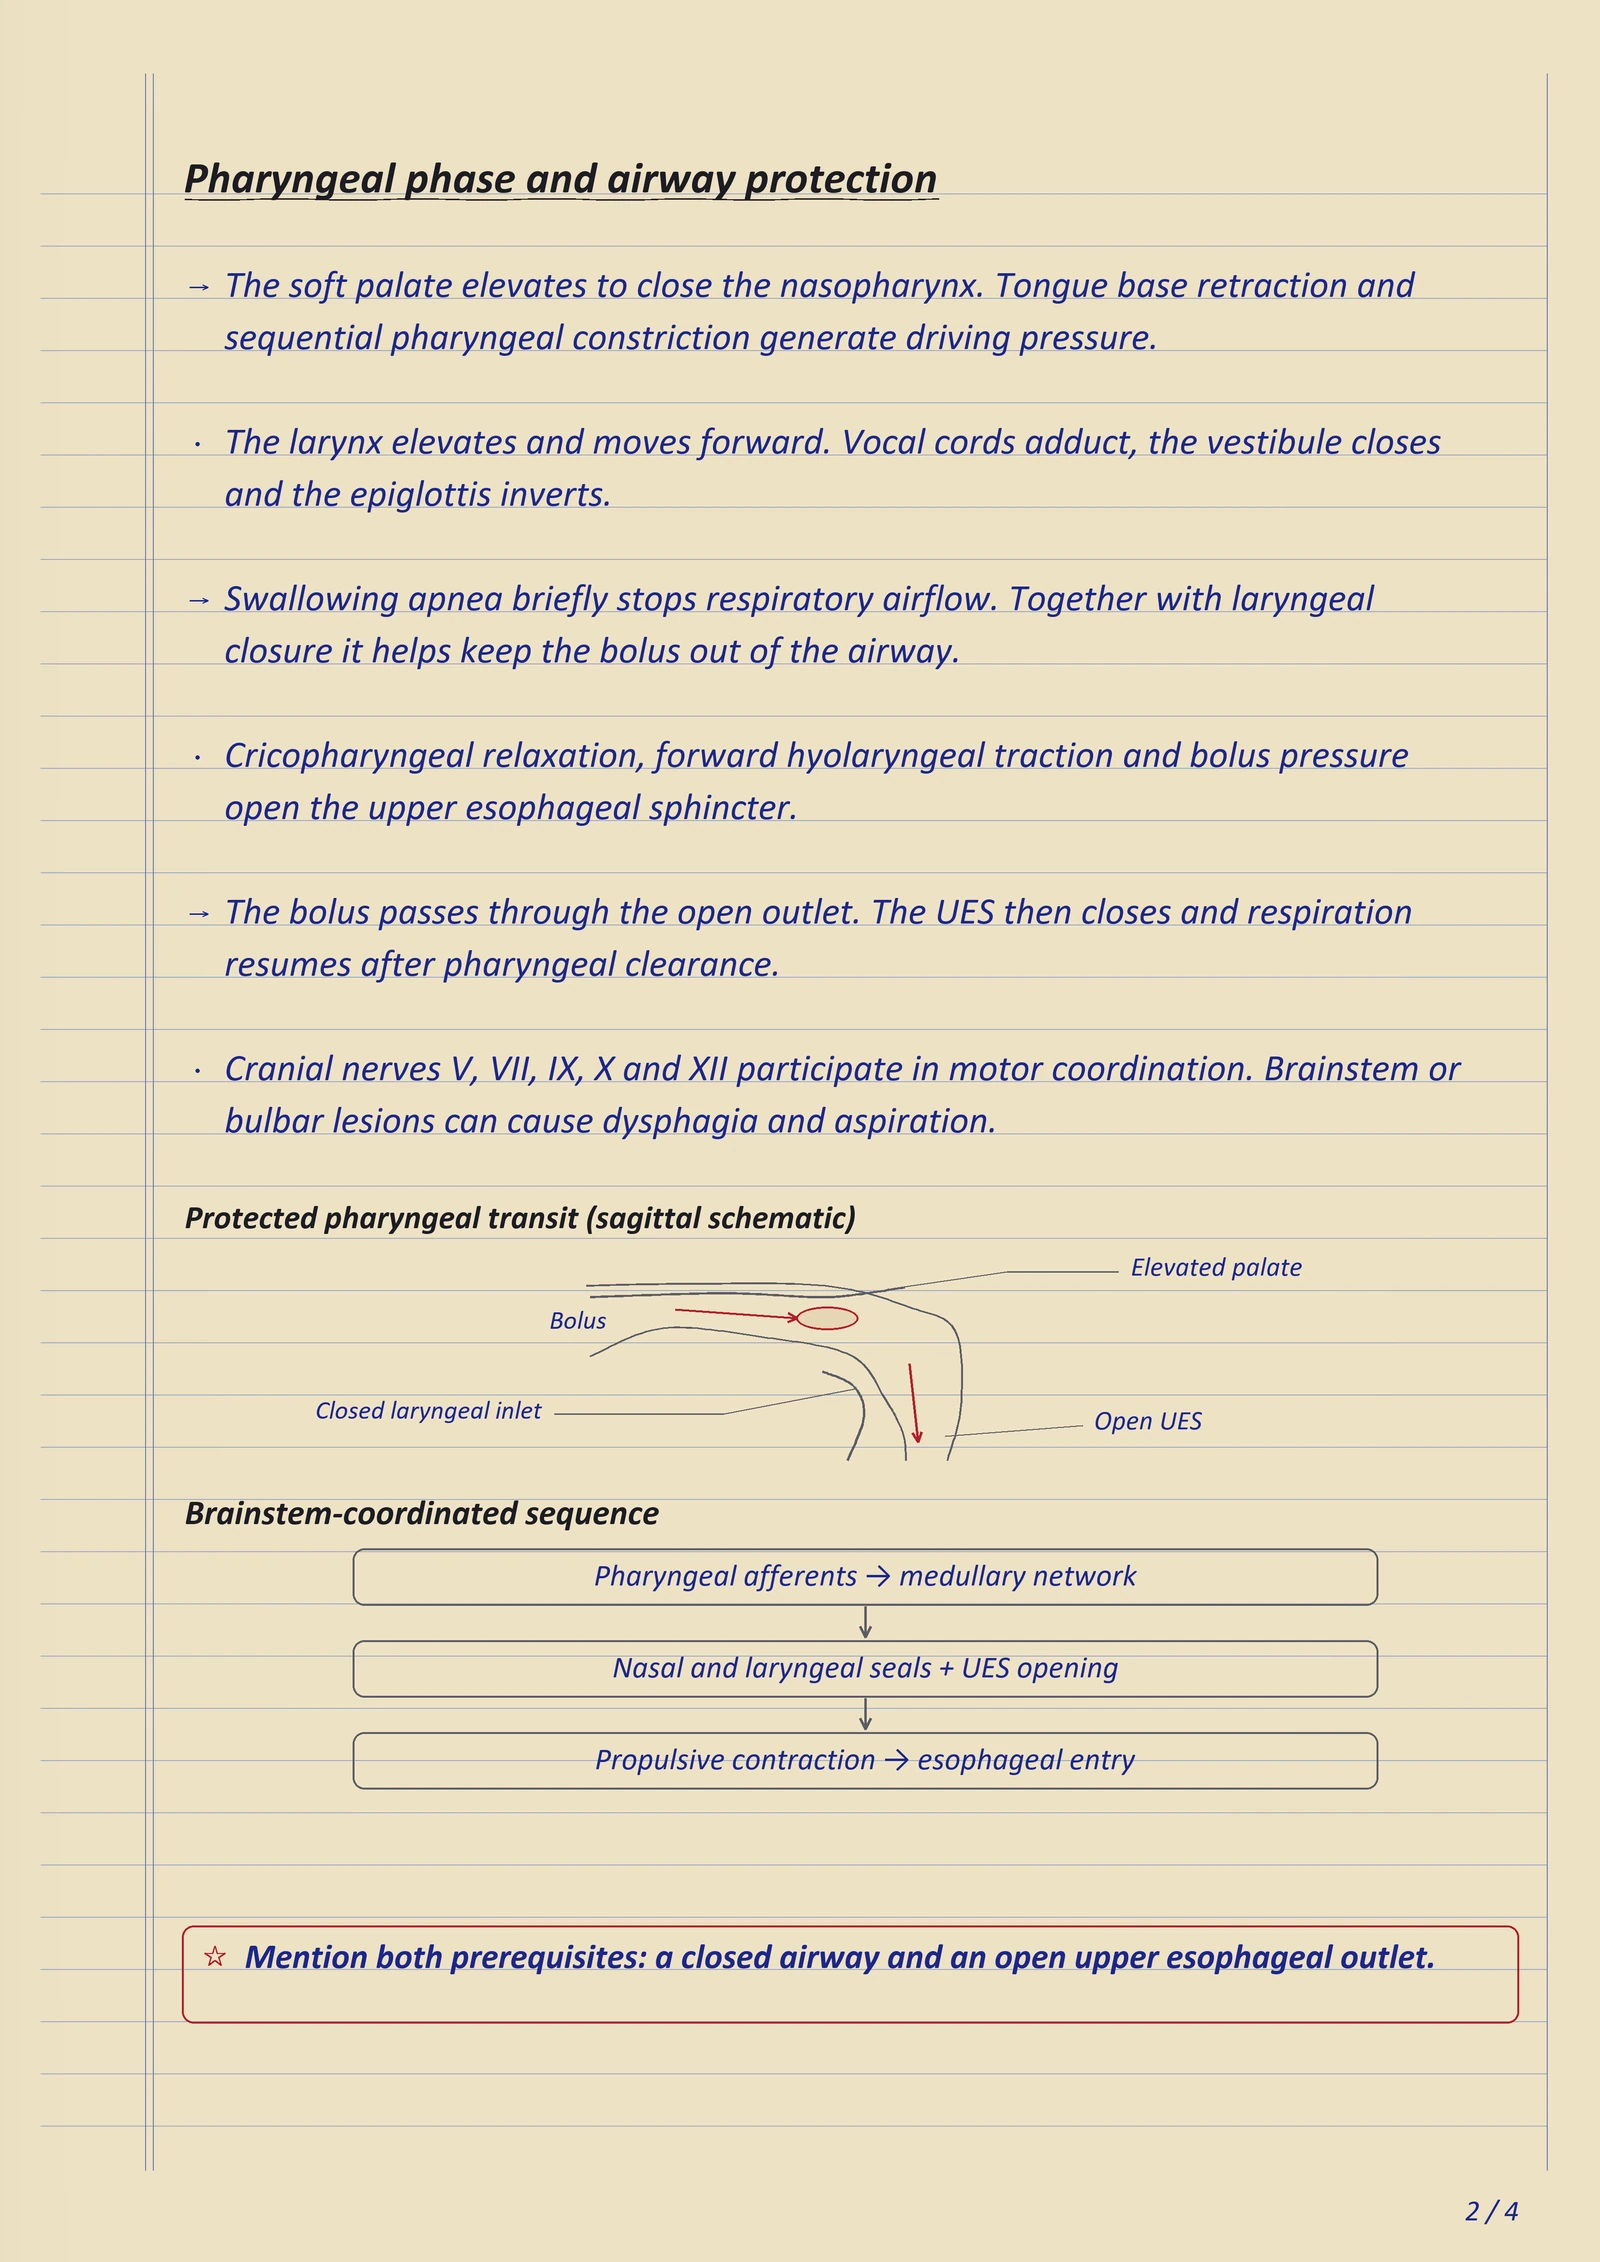 Pharyngeal phase and airway protection
→ The soft palate elevates to close the nasopharynx. Tongue base retraction and
sequential pharyngeal constriction generate driving pressure.
· The larynx elevates and moves forward. Vocal cords adduct, the vestibule closes
and the epiglottis inverts.
→ Swallowing apnea briefly stops respiratory airflow. Together with laryngeal
closure it helps keep the bolus out of the airway.
· Cricopharyngeal relaxation, forward hyolaryngeal traction and bolus pressure
open the upper esophageal sphincter.
→ The bolus passes through the open outlet. The UES then closes and respiration
resumes after pharyngeal clearance.
· Cranial nerves V, VII, IX, X and XII participate in motor coordination. Brainstem or
bulbar lesions can cause dysphagia and aspiration.
Protected pharyngeal transit (sagittal schematic)
Elevated palate
Bolus
Closed laryngeal inlet
Open UES
Brainstem-coordinated sequence
Pharyngeal afferents → medullary network
Nasal and laryngeal seals + UES opening
Propulsive contraction → esophageal entry
☆ Mention both prerequisites: a closed airway and an open upper esophageal outlet.
2 / 4